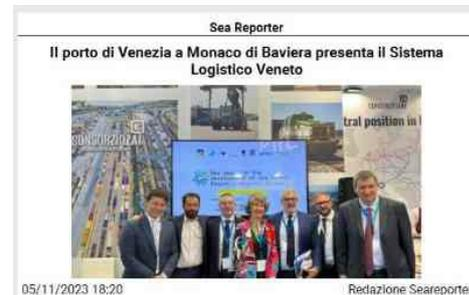 Sea Reporter
Il porto di Venezia a Monaco di Baviera presenta il Sistema
Logistico Veneto
CONSORZIOZAI
tral position in
05/11/2023 18:20
Redazione Seareporter